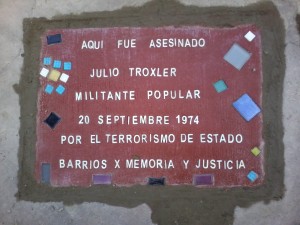 AQUI FUE ASESINADO
JULIO TROXLER
MILITANTE POPULAR
20 SEPTIEMBRE 1974
POR EL TERRORISMO DE ESTADO
BARRIOS X MEMORIA Y JUSTICIA